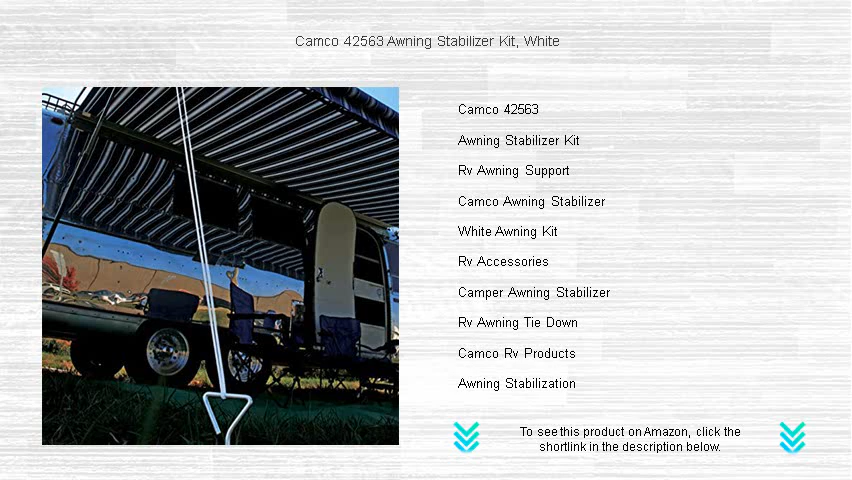 Camco 42563 Awning Stabilizer Kit, White
Camco 42563
Awning Stabilizer Kit
Rv Awning Support
Camco Awning Stabilizer
White Awning Kit
Rv Accessories
Camper Awning Stabilizer
Rv Awning Tie Down
Camco Rv Products
Awning Stabilization
To see this product on Amazon, click the
shortlink in the description below.